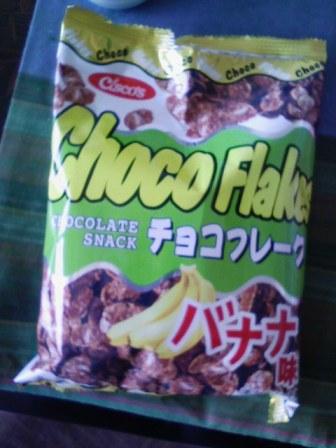 Choco
Choco
Choco
Choco
Cisco's
Choco Flakes
CHOCOLATE
SNACK
チョコフレーク
バナナ
味